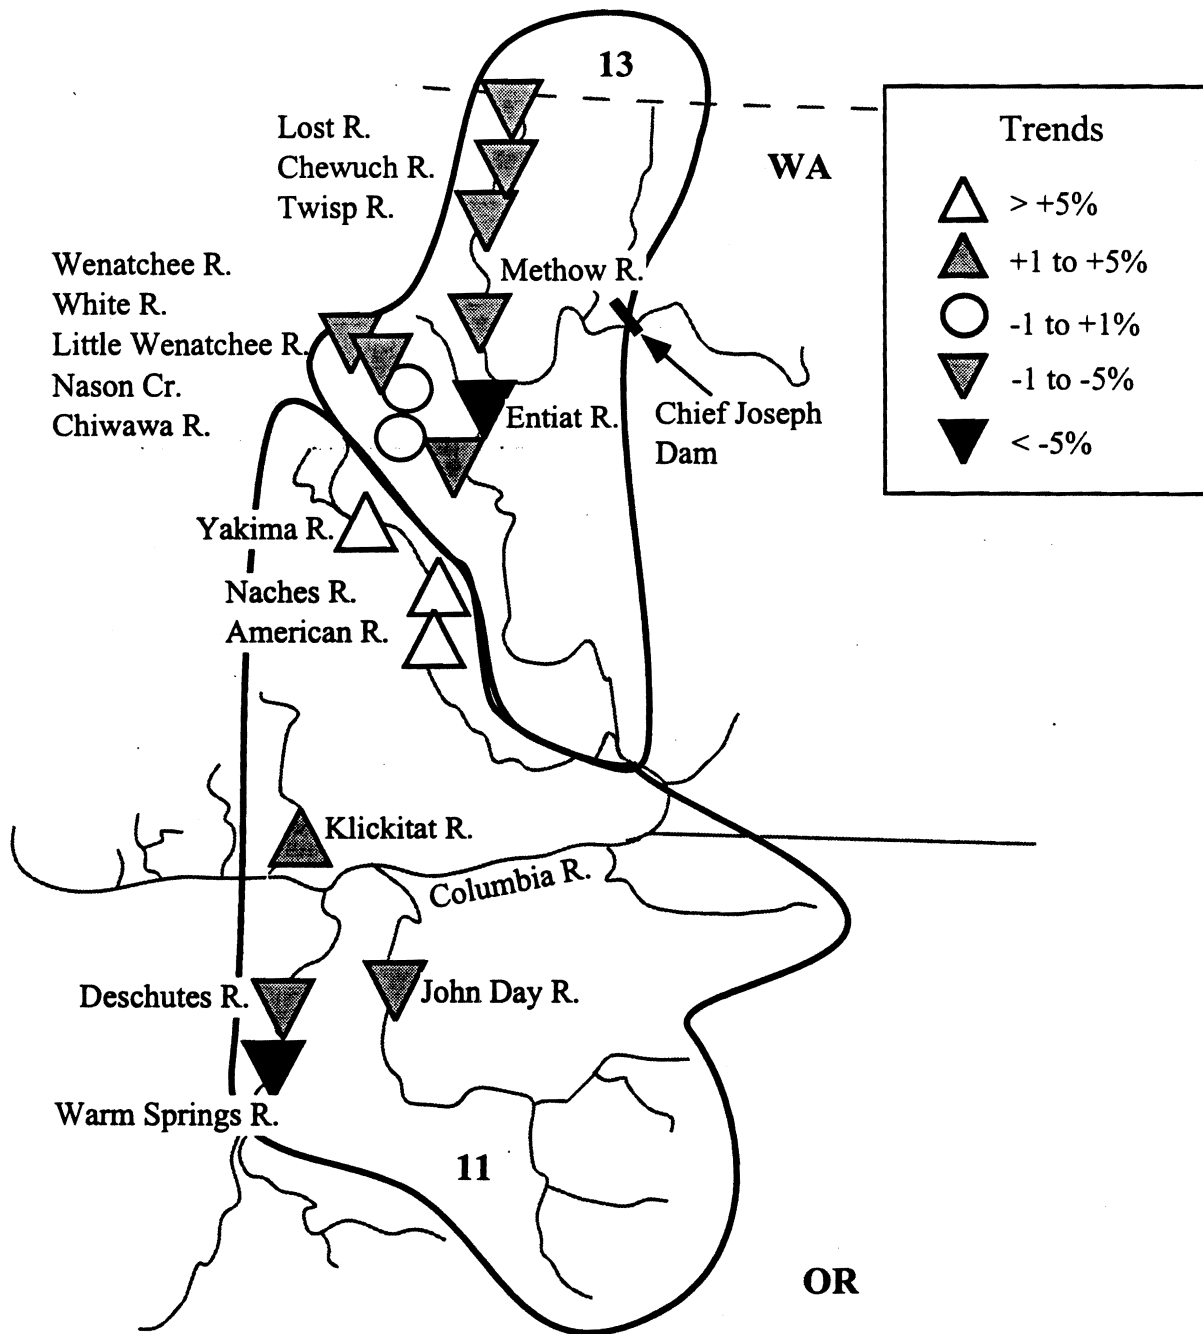 13
Lost R.
Chewuch R.
Twisp R.
WA
Trends
> +5%
+1 to +5%
-1 to +1%
-1 to -5%
< -5%
Wenatchee R.
White R.
Little Wenatchee R.
Nason Cr.
Chiwawa R.
Methow R.
Entiat R.
Chief Joseph
Dam
Yakima R.
Naches R.
American R.
Klickitat R.
Columbia R.
Deschutes R.
John Day R.
Warm Springs R.
11
OR